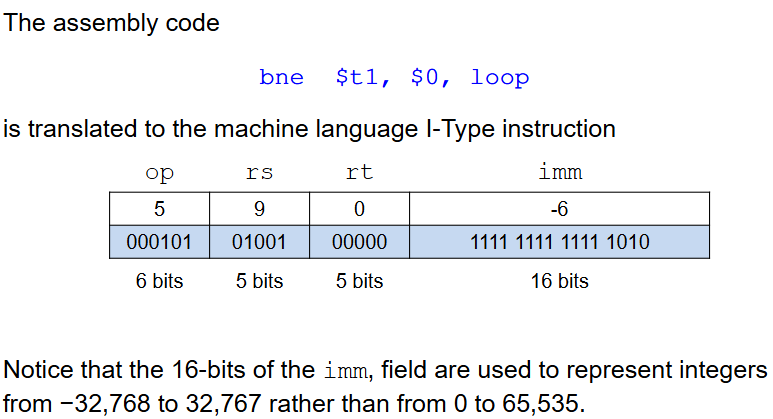 The assembly code
bne $t1, $0, loop
is translated to the machine language I-Type instruction
op rs rt imm
5 9 0 -6
000101 01001 00000 1111 1111 1111 1010
6 bits 5 bits 5 bits 16 bits
Notice that the 16-bits of the imm, field are used to represent integers
from −32,768 to 32,767 rather than from 0 to 65,535.